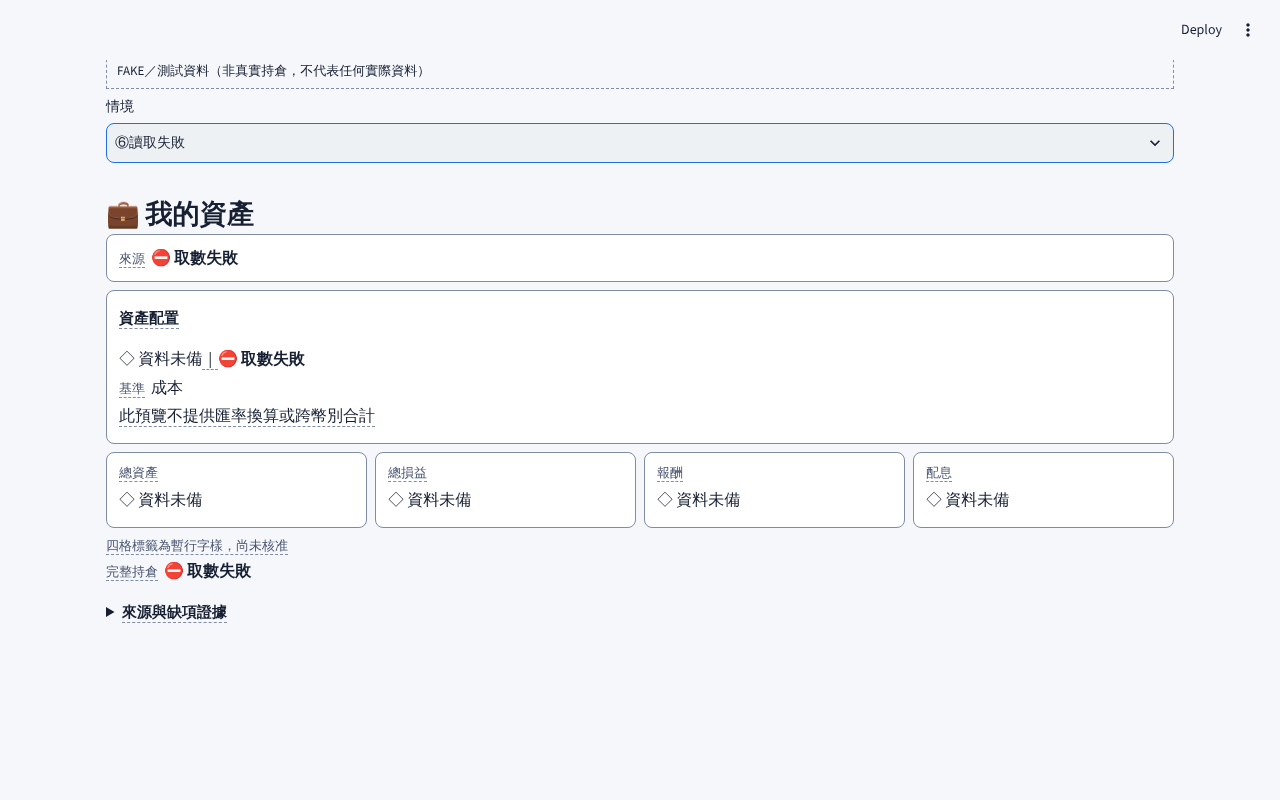 Deploy
FAKE／測試資料（非真實持倉，不代表任何實際資料）
情境
⑥讀取失敗
💼 我的資產
來源 ⛔ 取數失敗
資產配置
◇ 資料未備｜⛔ 取數失敗
基準 成本
此預覽不提供匯率換算或跨幣別合計
總資產
◇ 資料未備
總損益
◇ 資料未備
報酬
◇ 資料未備
配息
◇ 資料未備
四格標籤為暫行字樣，尚未核准
完整持倉 ⛔ 取數失敗
▶ 來源與缺項證據